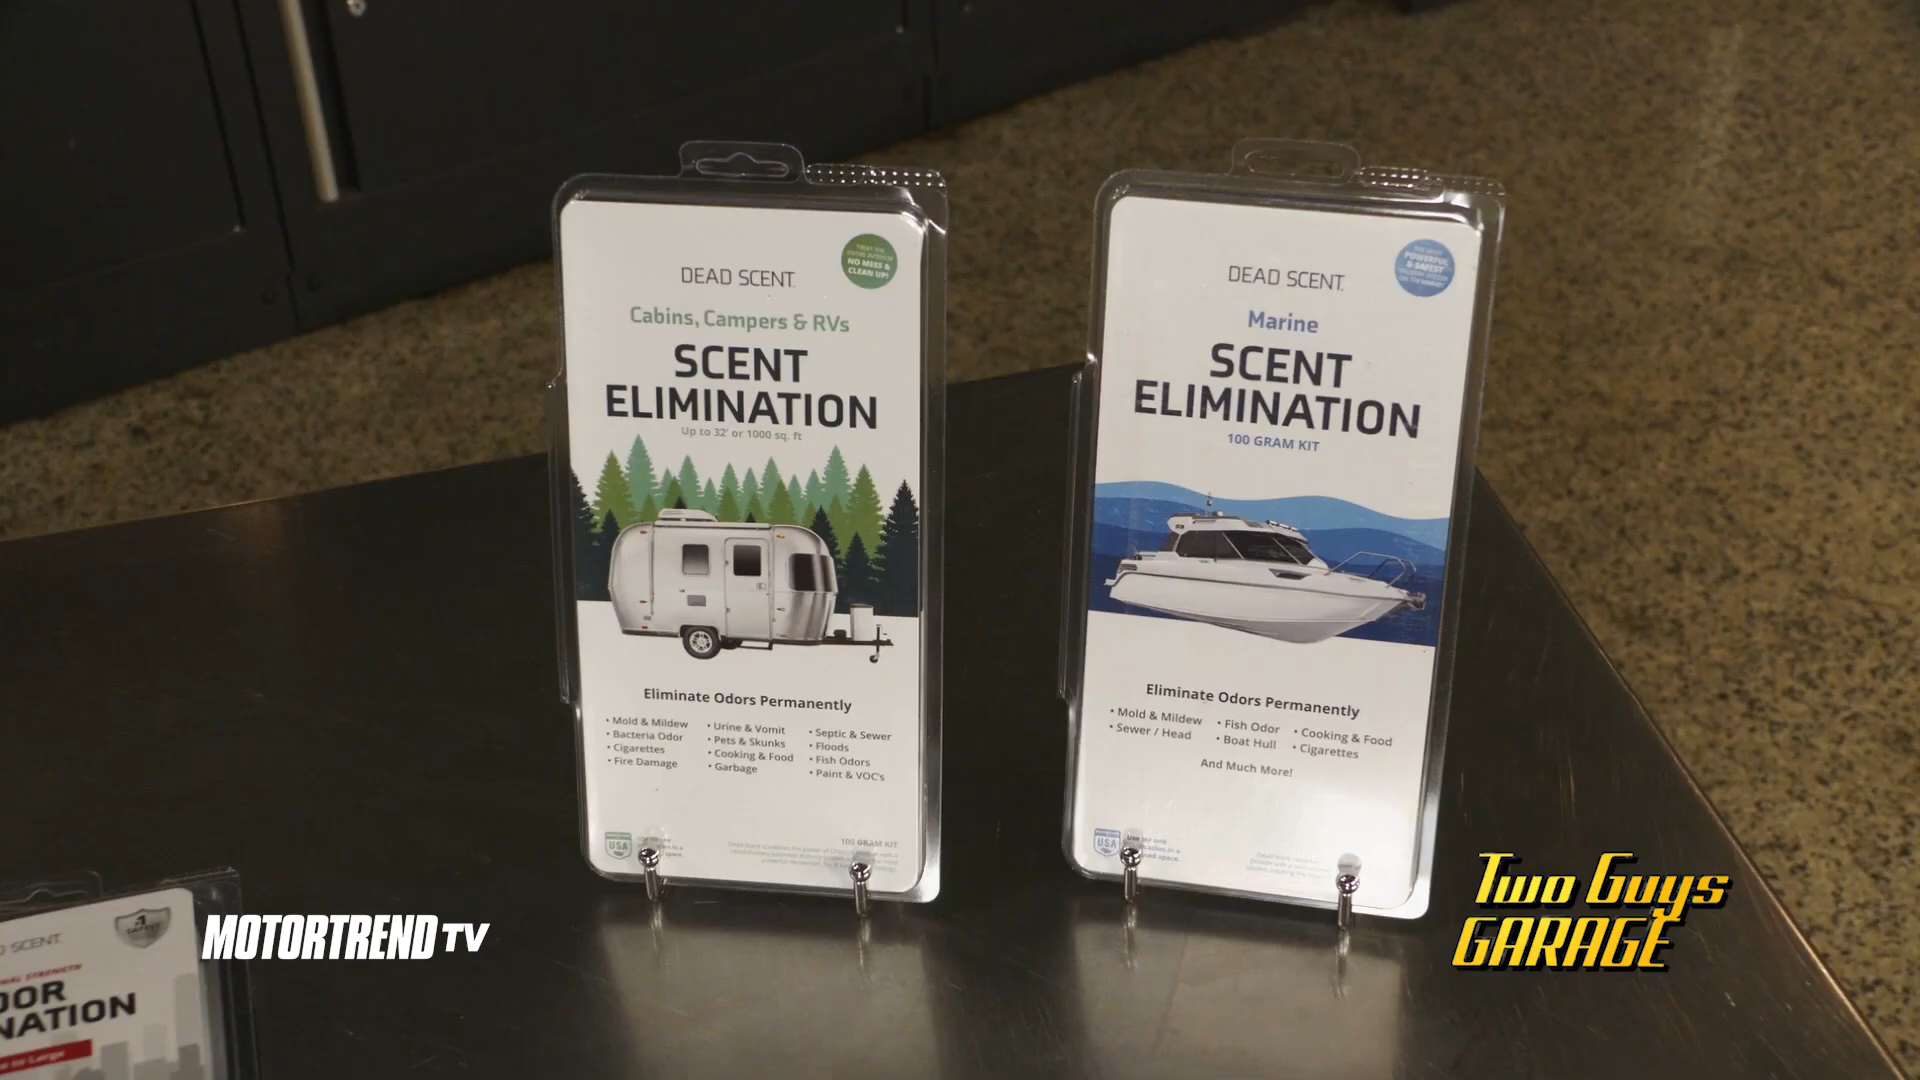 DEAD SCENT
Cabins, Campers & RVs
SCENT
ELIMINATION
Up to 32' or 1000 sq. ft
NO MESS &
CLEAN UP!
Eliminate Odors Permanently
• Mold & Mildew
• Bacteria Odor
• Cigarettes
• Fire Damage
• Urine & Vomit
• Pets & Skunks
• Cooking & Food
• Garbage
• Septic & Sewer
• Floods
• Fish Odors
• Paint & VOC's
USA
100 GRAM KIT
DEAD SCENT
Marine
SCENT
ELIMINATION
100 GRAM KIT
POWERFUL
& SAFEST
Eliminate Odors Permanently
• Mold & Mildew
• Sewer / Head
• Fish Odor
• Boat Hull
• Cooking & Food
• Cigarettes
And Much More!
USA
SCENT
STRENGTH
to Large
MOTORTREND TV
Two Guys
GARAGE